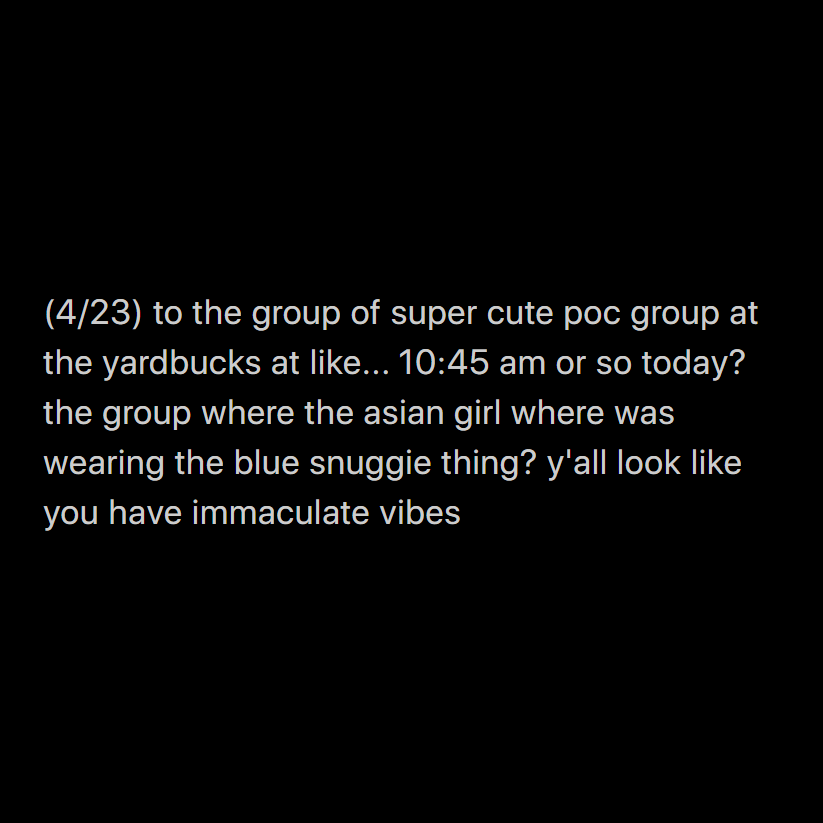 (4/23) to the group of super cute poc group at
the yardbucks at like... 10:45 am or so today?
the group where the asian girl where was
wearing the blue snuggie thing? y'all look like
you have immaculate vibes